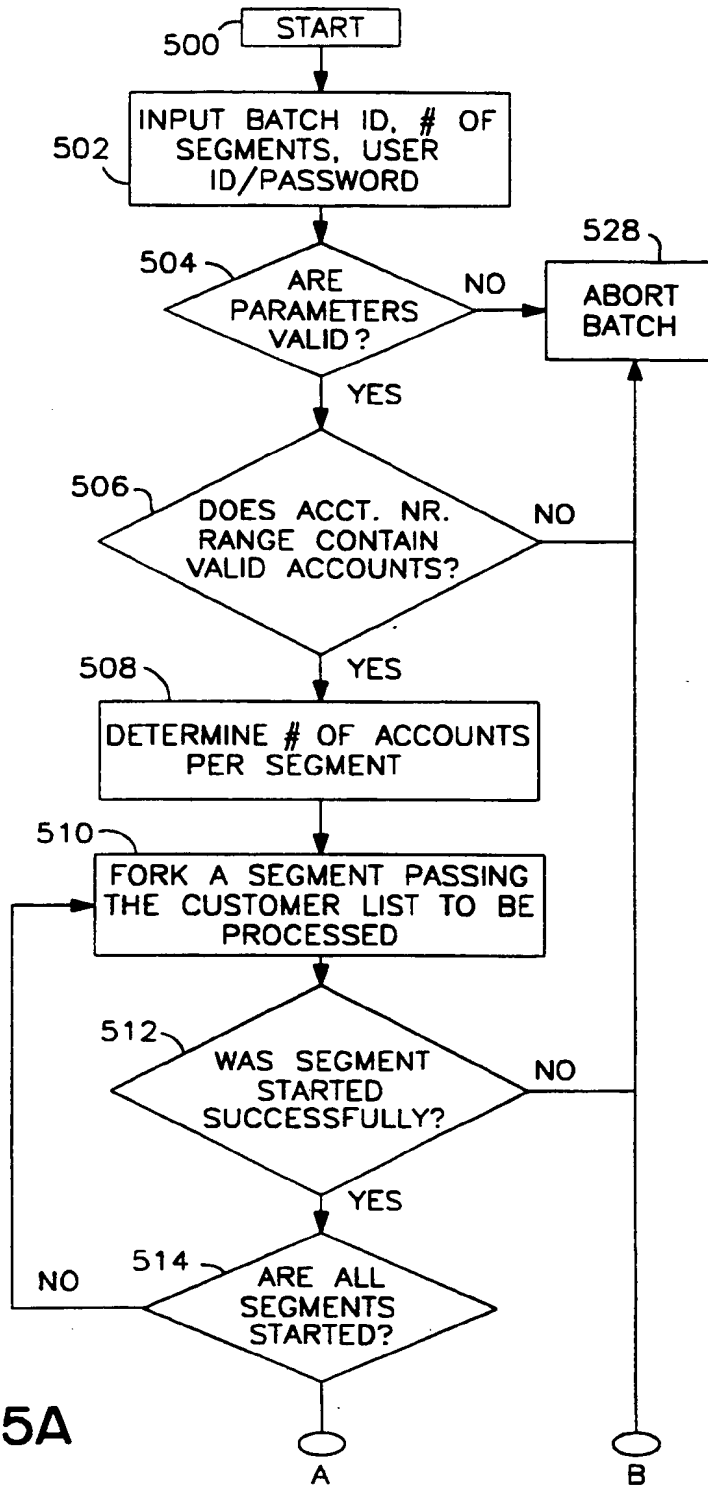 500
START
502
INPUT BATCH ID, # OF
SEGMENTS, USER
ID/PASSWORD
504
ARE
PARAMETERS
VALID?
NO
528
ABORT
BATCH
YES
506
DOES ACCT. NR.
RANGE CONTAIN
VALID ACCOUNTS?
NO
YES
508
DETERMINE # OF ACCOUNTS
PER SEGMENT
510
FORK A SEGMENT PASSING
THE CUSTOMER LIST TO BE
PROCESSED
512
WAS SEGMENT
STARTED
SUCCESSFULLY?
NO
YES
514
NO
ARE ALL
SEGMENTS
STARTED?
5A
A
B